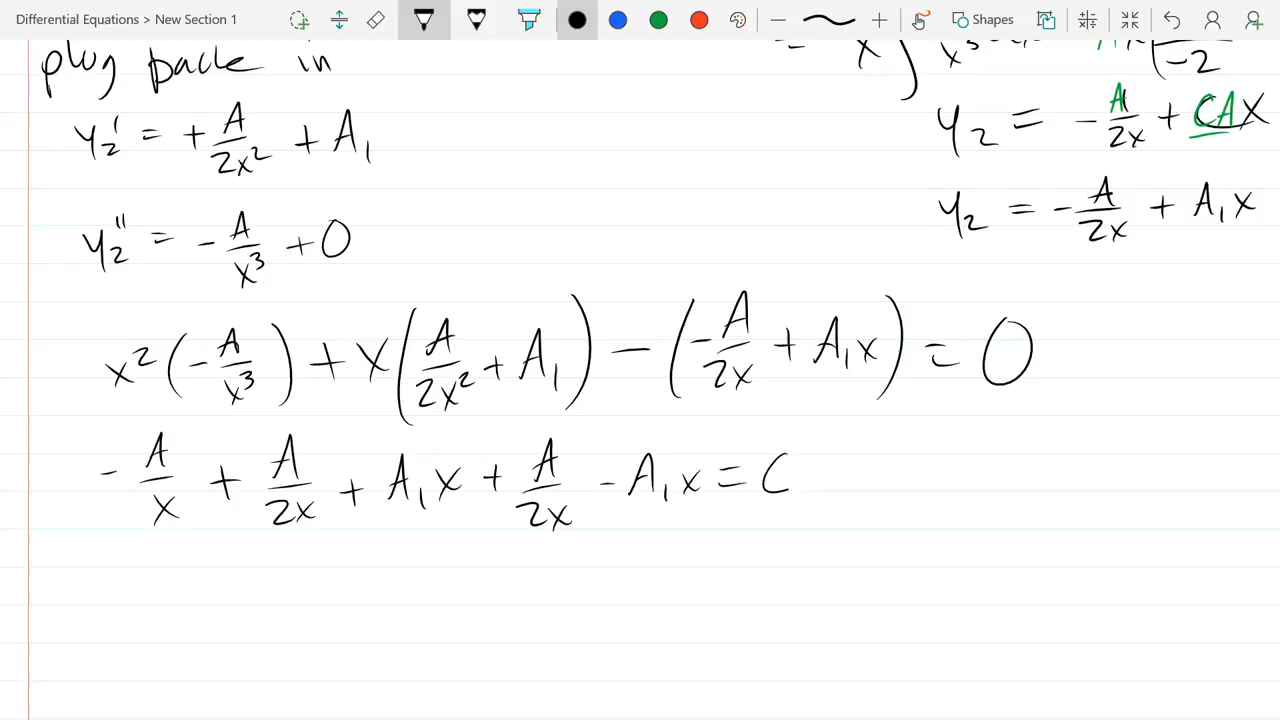 Differential Equations > New Section 1
Shapes
plug back in
y₂' = + A/2x² + A₁
y₂'' = - A/x³ + 0
y₂ = - A/2x + CAx
y₂ = - A/2x + A₁x
x²(- A/x³) + x(A/2x² + A₁) - (-A/2x + A₁x) = 0
- A/x + A/2x + A₁x + A/2x - A₁x = C